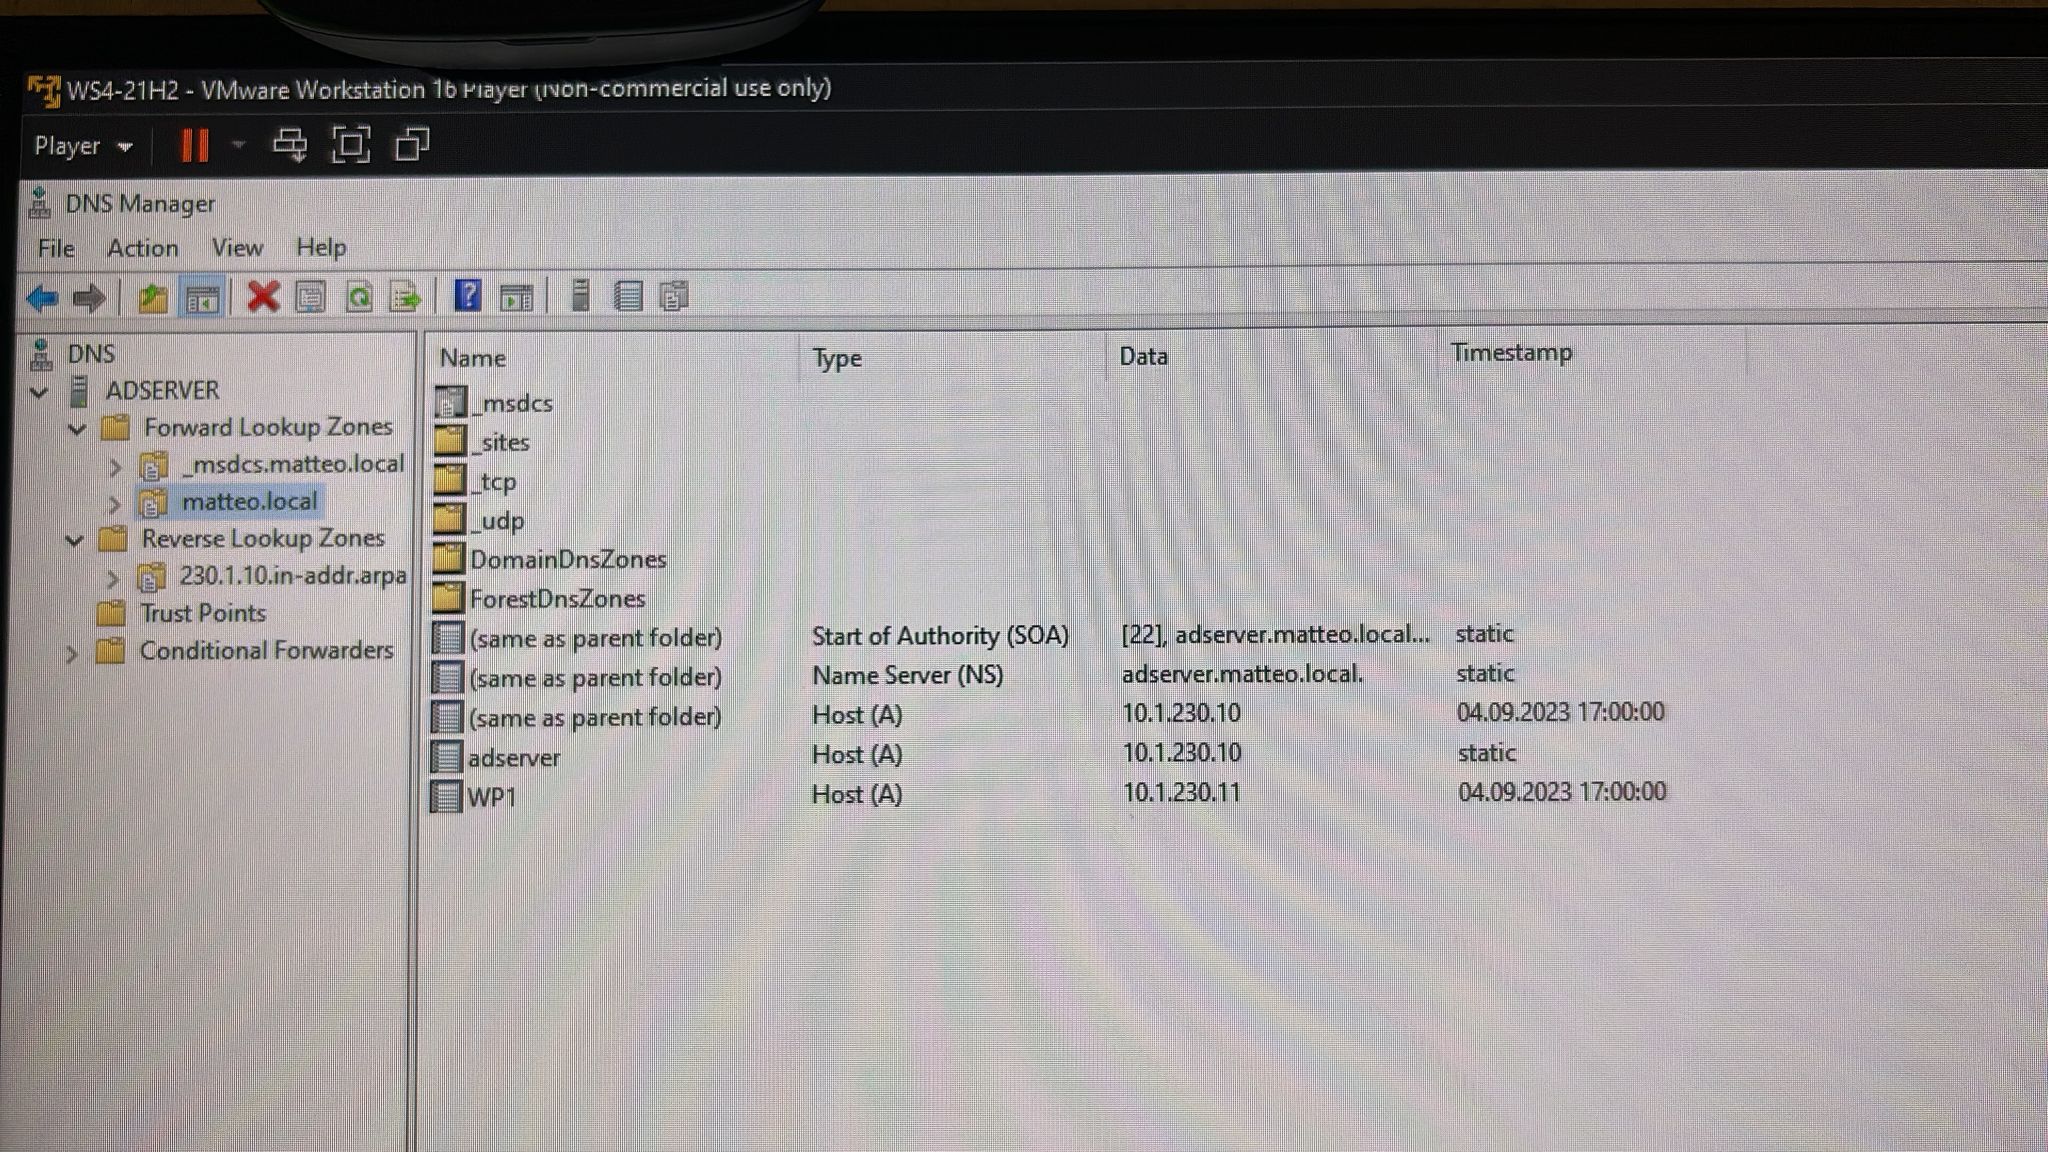 WS4-21H2 - VMware Workstation 16 Player (Non-commercial use only)
Player
DNS Manager
File Action View Help
DNS
ADSERVER
Forward Lookup Zones
_msdcs.matteo.local
matteo.local
Reverse Lookup Zones
230.1.10.in-addr.arpa
Trust Points
Conditional Forwarders
Name Type Data Timestamp
_msdcs
_sites
_tcp
_udp
DomainDnsZones
ForestDnsZones
(same as parent folder) Start of Authority (SOA) [22], adserver.matteo.local... static
(same as parent folder) Name Server (NS) adserver.matteo.local. static
(same as parent folder) Host (A) 10.1.230.10 04.09.2023 17:00:00
adserver Host (A) 10.1.230.10 static
WP1 Host (A) 10.1.230.11 04.09.2023 17:00:00